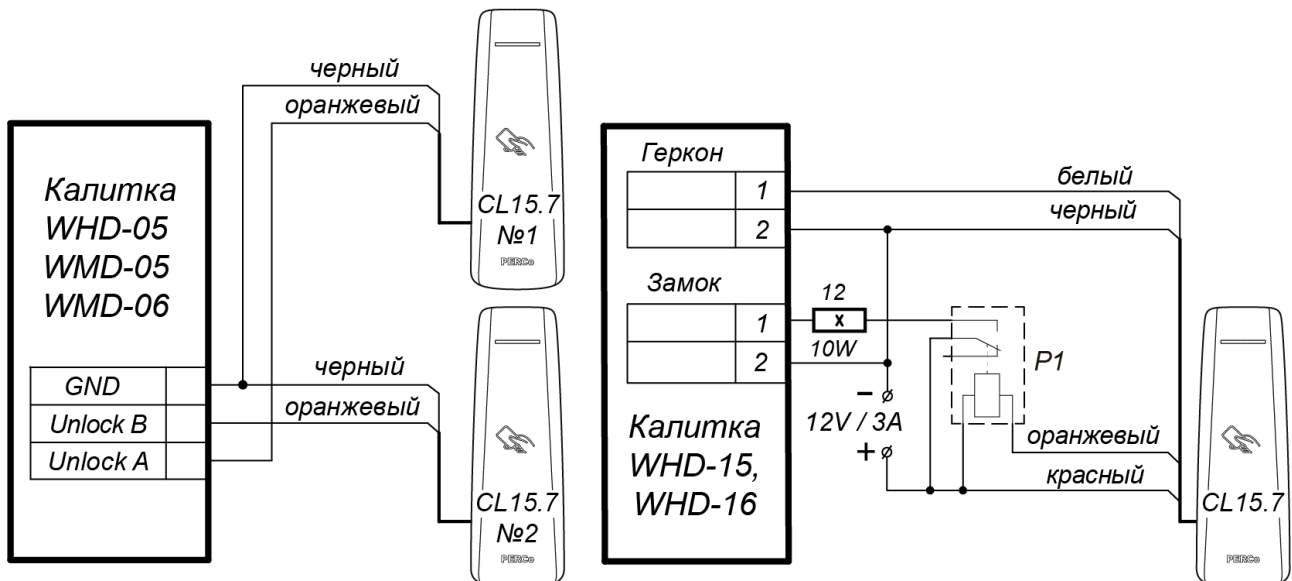 черный
оранжевый
Калитка
WHD-05
WMD-05
WMD-06
GND
Unlock B
Unlock A
CL15.7
№1
PERCo
черный
оранжевый
CL15.7
№2
PERCo
Геркон
1
2
Замок
1
2
Калитка
WHD-15,
WHD-16
белый
черный
12
x
10W
P1
−
12V / 3A
+
оранжевый
красный
CL15.7
PERCo